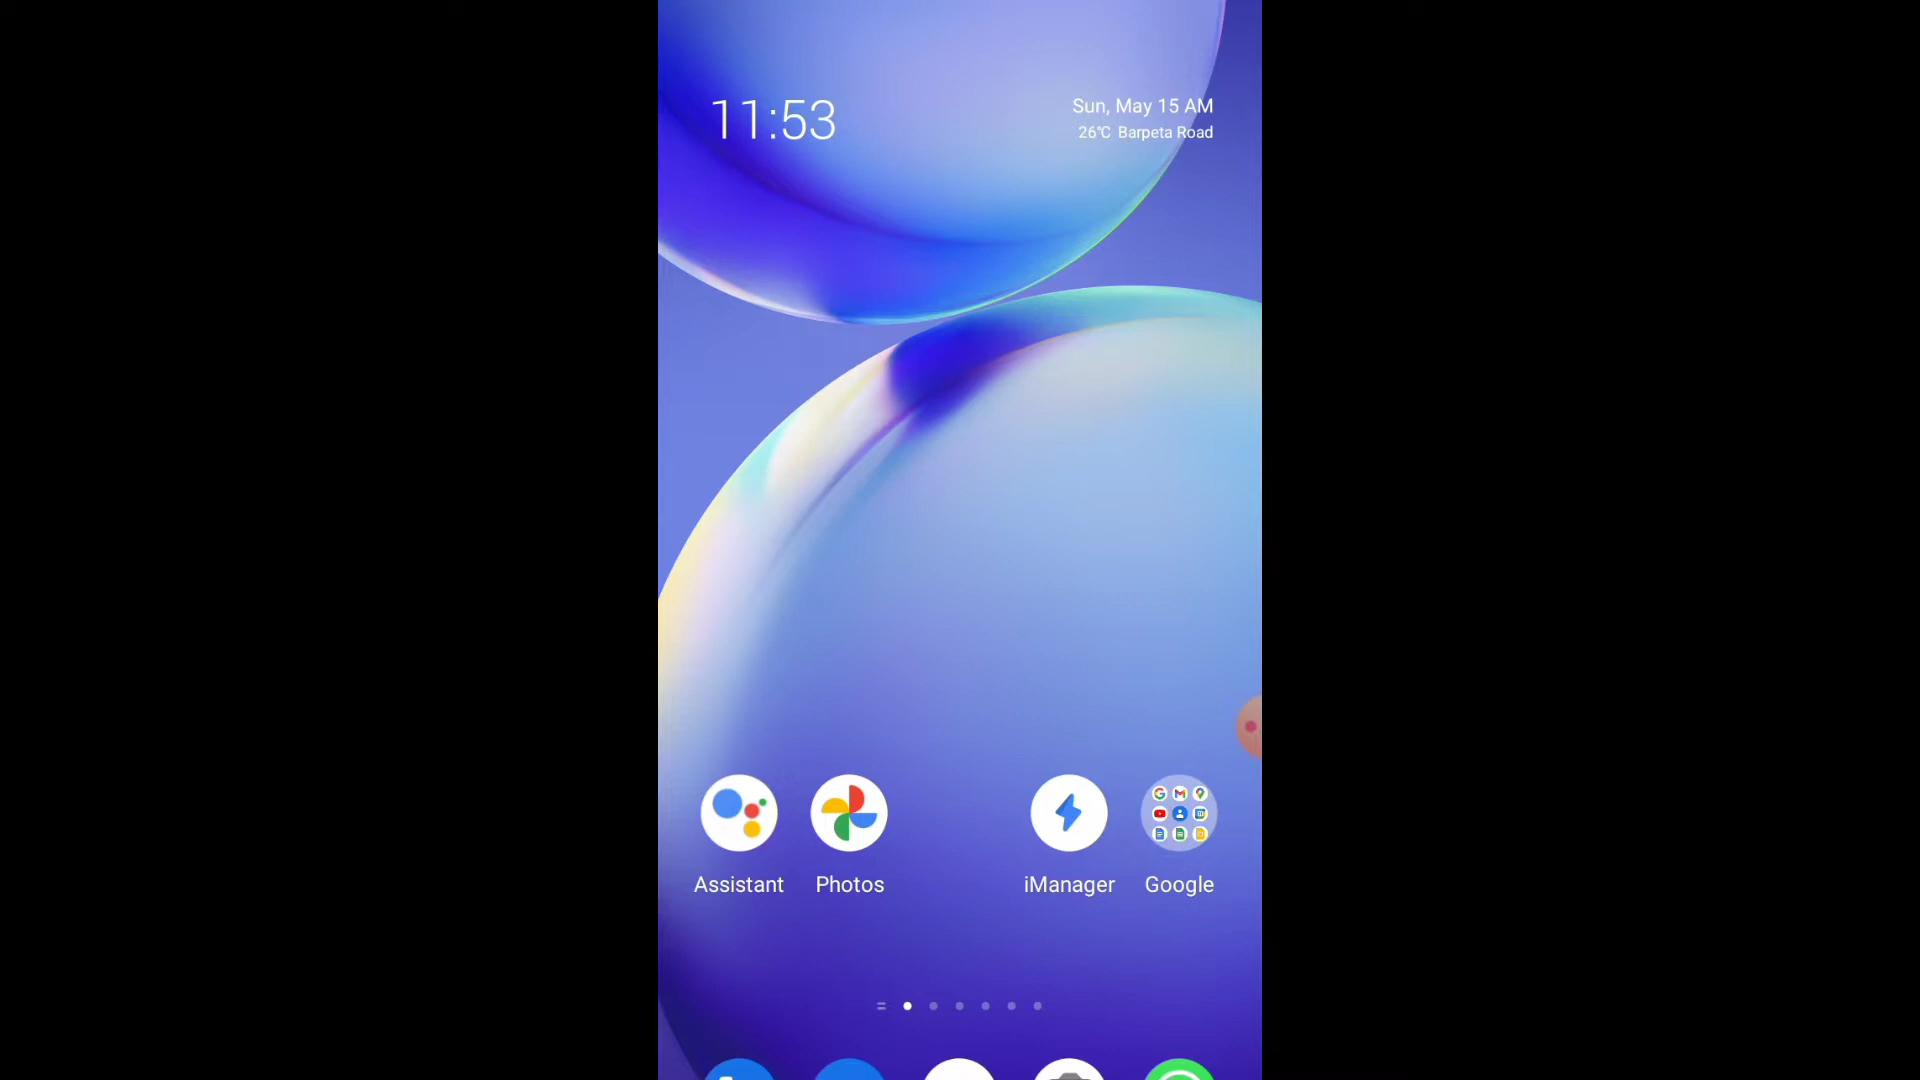 11:53
Sun, May 15 AM
26℃ Barpeta Road
Assistant
Photos
iManager
Google